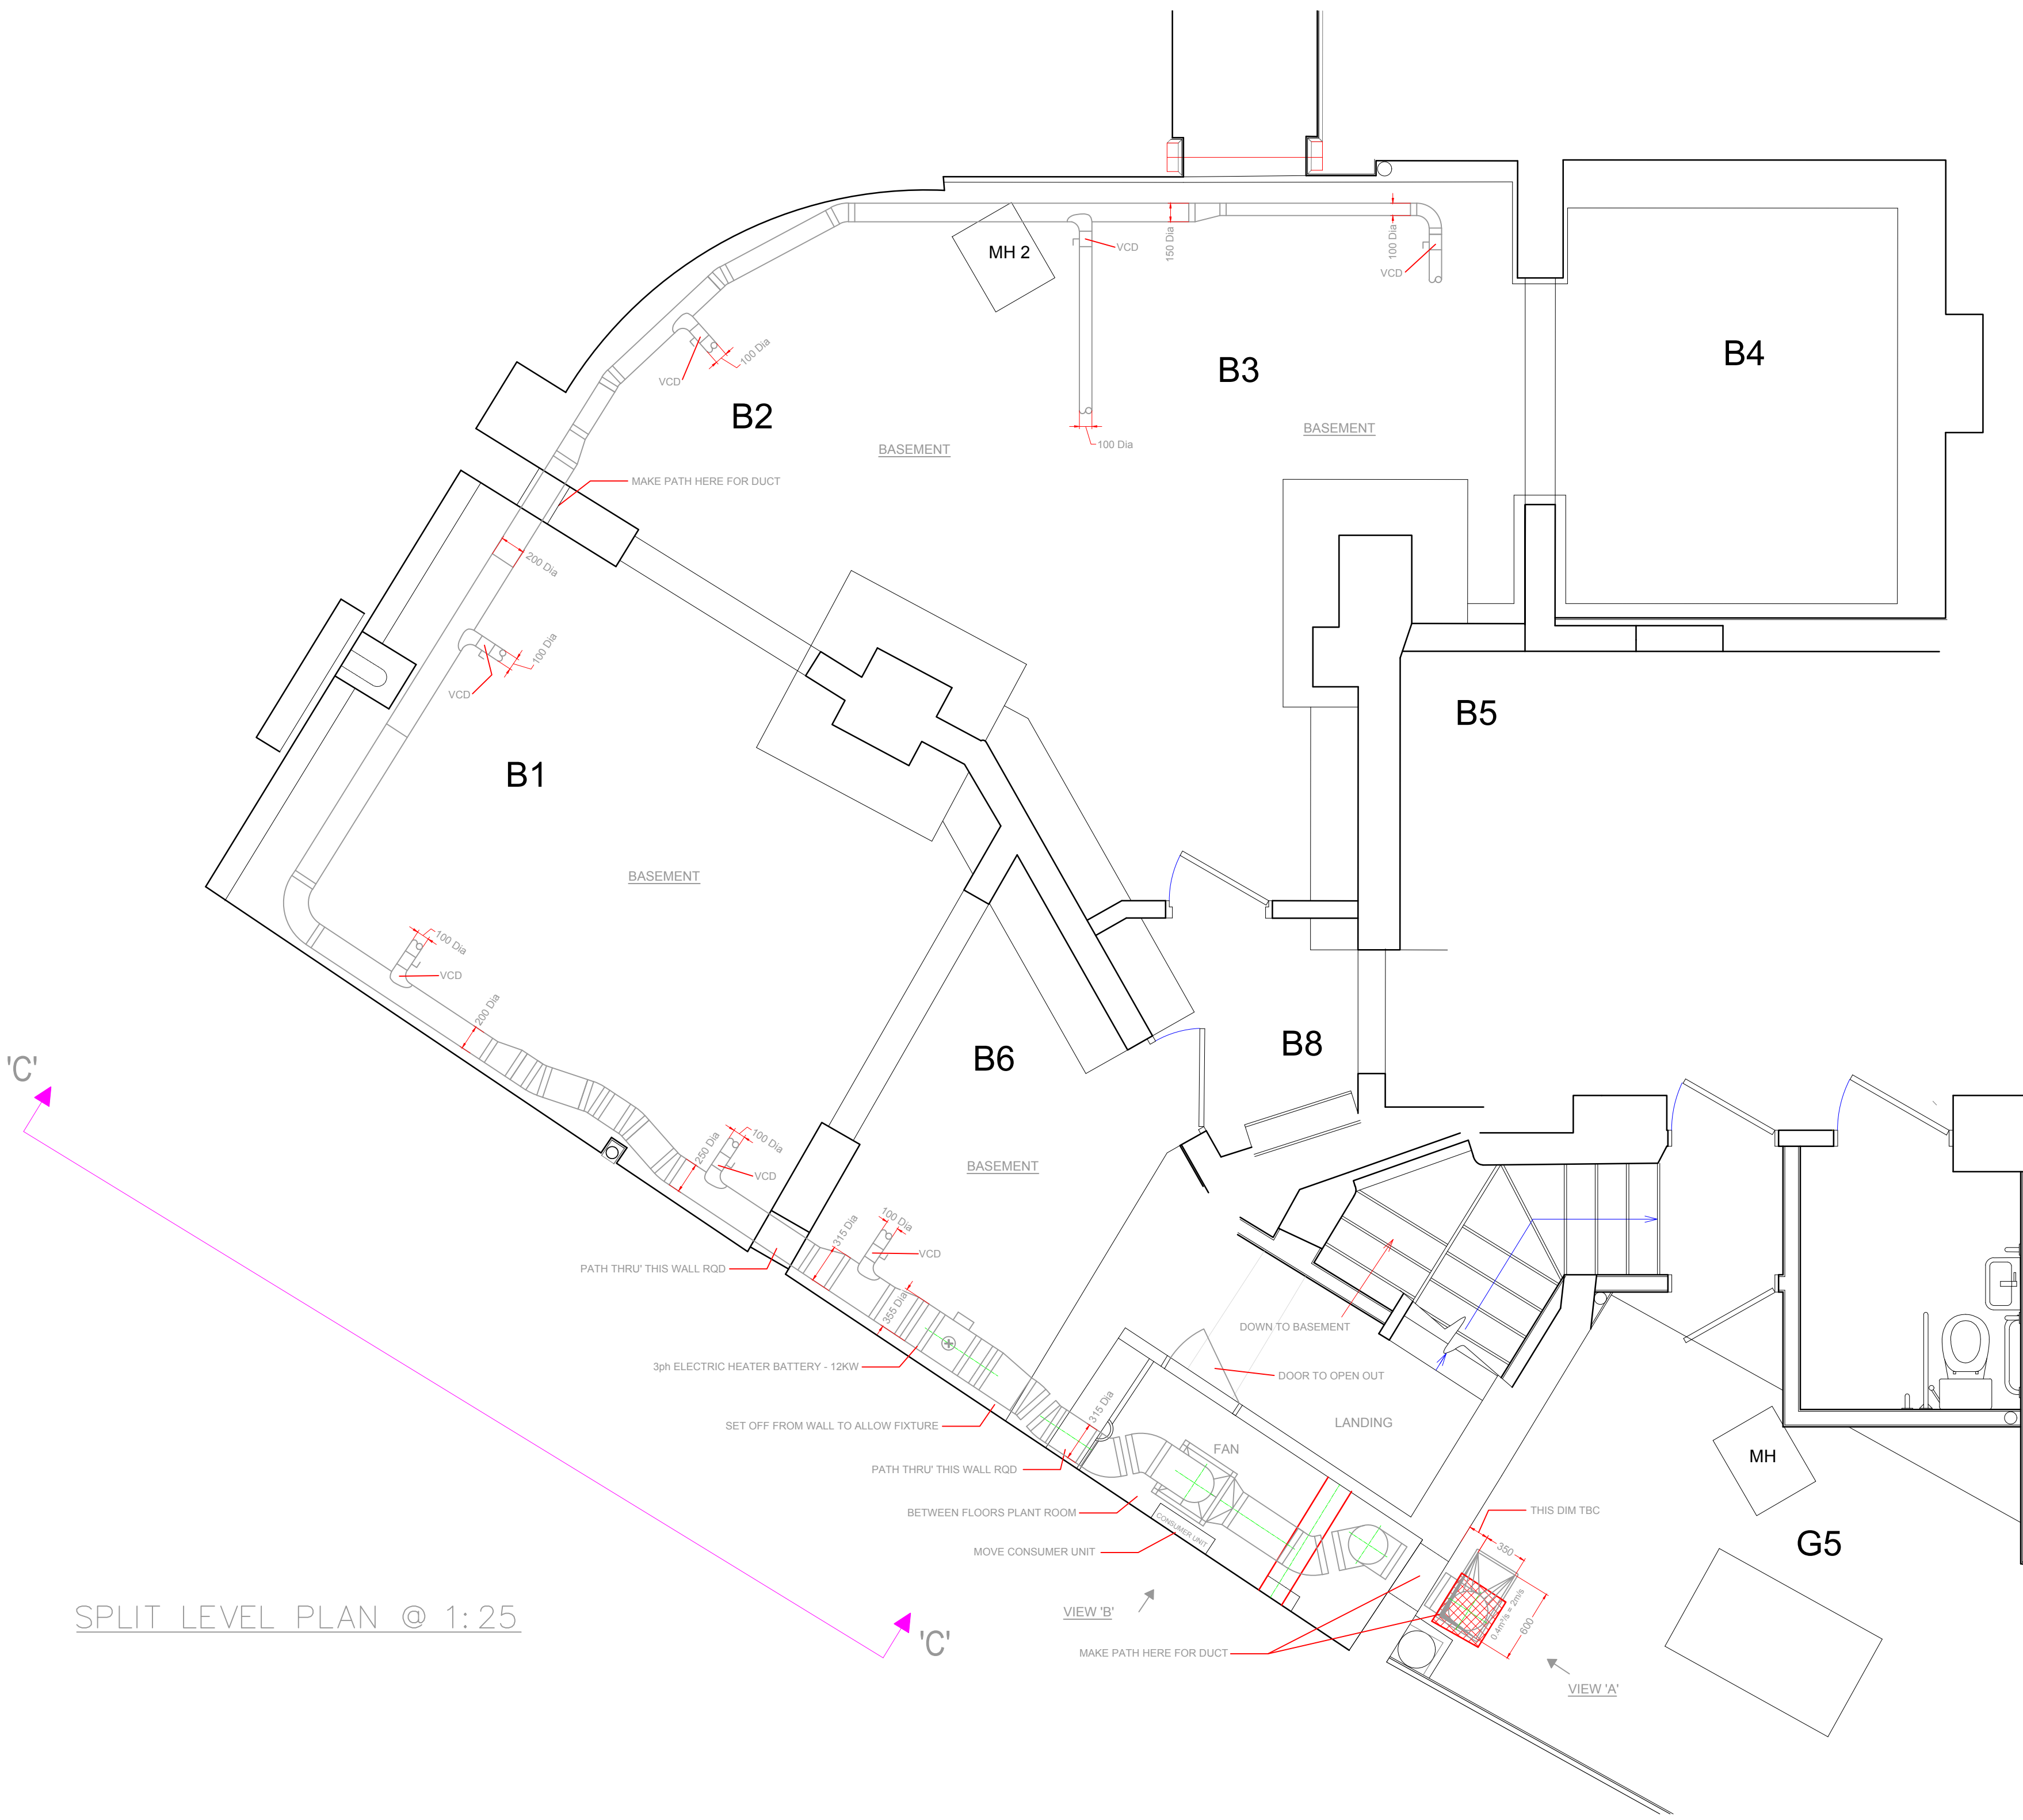 MH 2
VCD
150 Dia
100 Dia
VCD
100 Dia
VCD
B2
B3
B4
BASEMENT
BASEMENT
100 Dia
MAKE PATH HERE FOR DUCT
200 Dia
100 Dia
VCD
B5
B1
BASEMENT
100 Dia
VCD
200 Dia
B6
B8
'C'
250 Dia
100 Dia
VCD
BASEMENT
100 Dia
315 Dia
VCD
PATH THRU' THIS WALL RQD
355 Dia
DOWN TO BASEMENT
3ph ELECTRIC HEATER BATTERY - 12KW
DOOR TO OPEN OUT
SET OFF FROM WALL TO ALLOW FIXTURE
315 Dia
LANDING
FAN
MH
PATH THRU' THIS WALL RQD
BETWEEN FLOORS PLANT ROOM
CONSUMER UNIT
THIS DIM TBC
MOVE CONSUMER UNIT
350
G5
0.4m³/s = 2m/s
600
VIEW 'B'
SPLIT LEVEL PLAN @ 1:25
'C'
MAKE PATH HERE FOR DUCT
VIEW 'A'